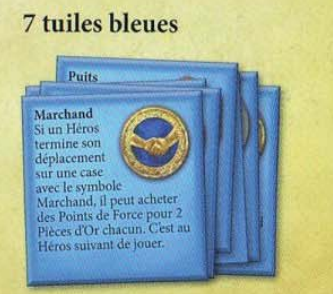 7 tuiles bleues
Puits
Marchand
Si un Héros
termine son
déplacement
sur une case
avec le symbole
Marchand, il peut acheter
des Points de Force pour 2
Pièces d'Or chacun. C'est au
Héros suivant de jouer.